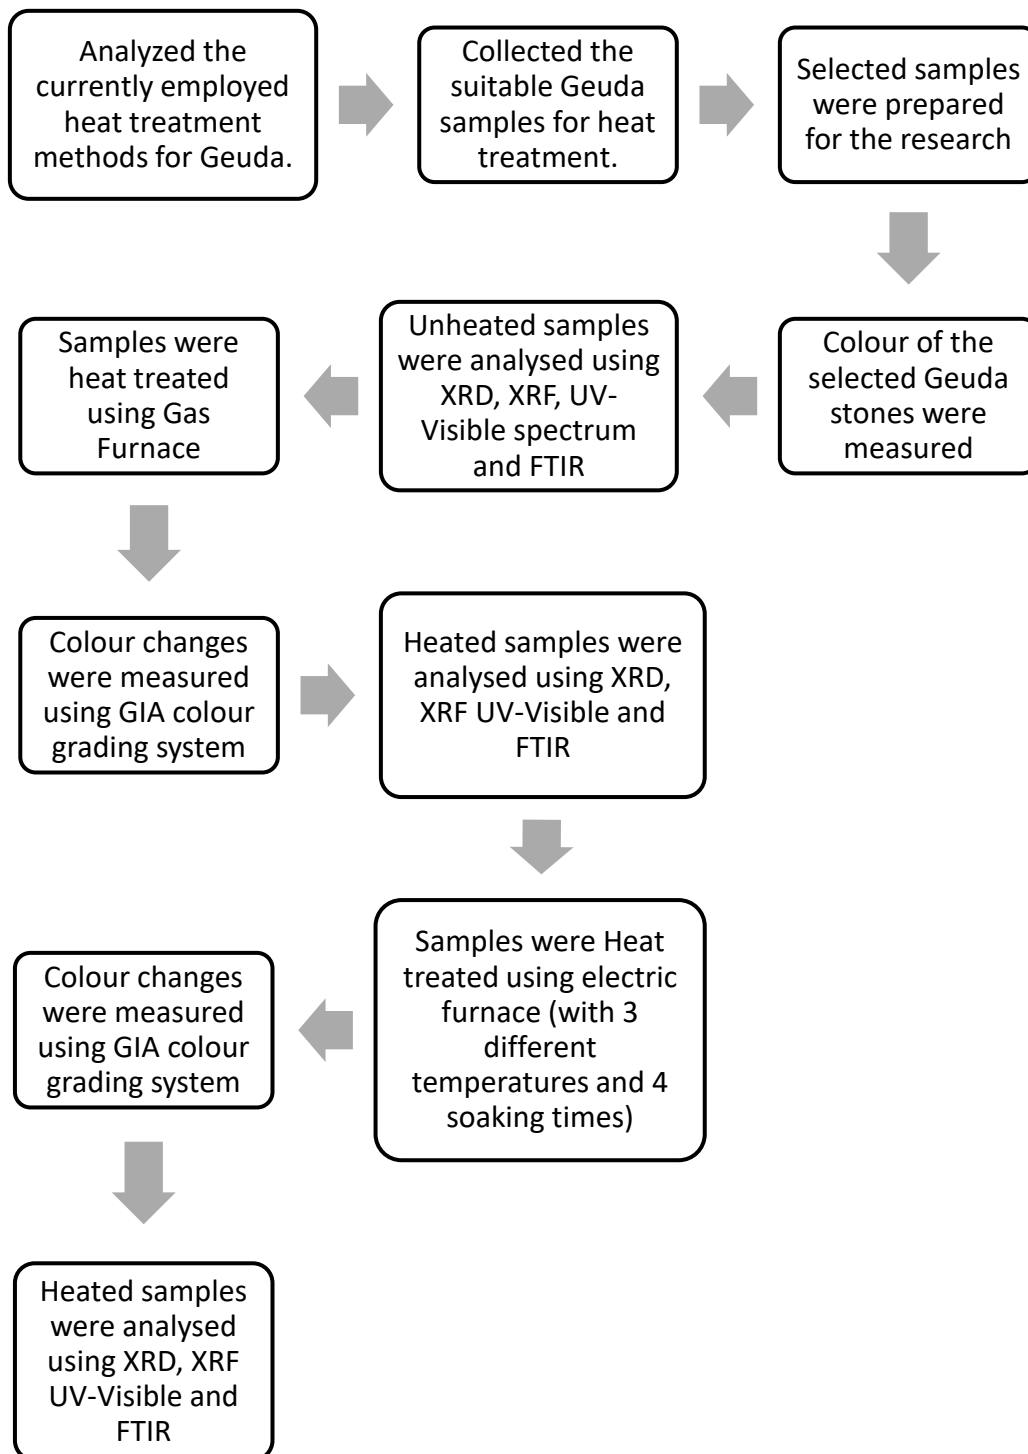 Analyzed the
currently employed
heat treatment
methods for Geuda.
Collected the
suitable Geuda
samples for heat
treatment.
Selected samples
were prepared
for the research
Colour of the
selected Geuda
stones were
measured
Unheated samples
were analysed using
XRD, XRF, UV-
Visible spectrum
and FTIR
Samples were
heat treated
using Gas
Furnace
Colour changes
were measured
using GIA colour
grading system
Heated samples were
analysed using XRD,
XRF UV-Visible and
FTIR
Samples were Heat
treated using electric
furnace (with 3
different
temperatures and 4
soaking times)
Colour changes
were measured
using GIA colour
grading system
Heated samples
were analysed
using XRD, XRF
UV-Visible and
FTIR